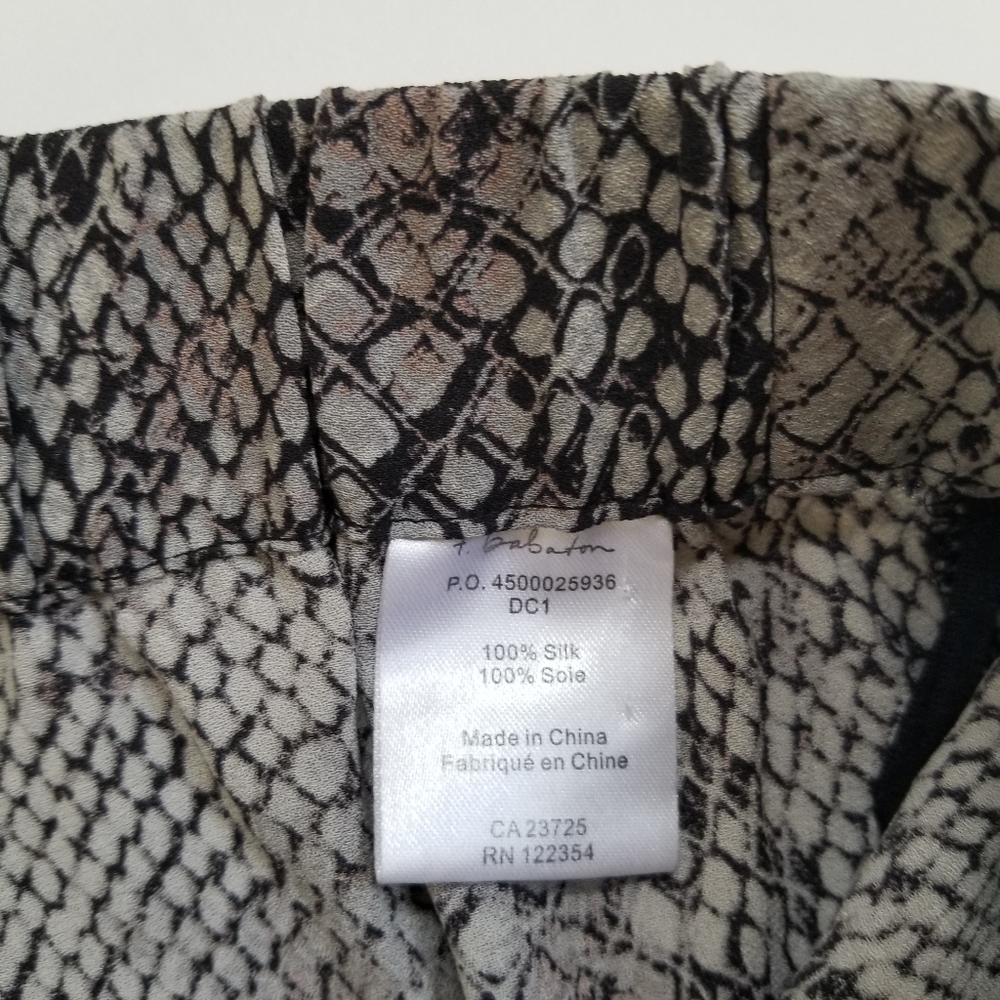 T. Babaton
P.O. 4500025936
DC1
100% Silk
100% Soie
Made in China
Fabriqué en Chine
CA 23725
RN 122354